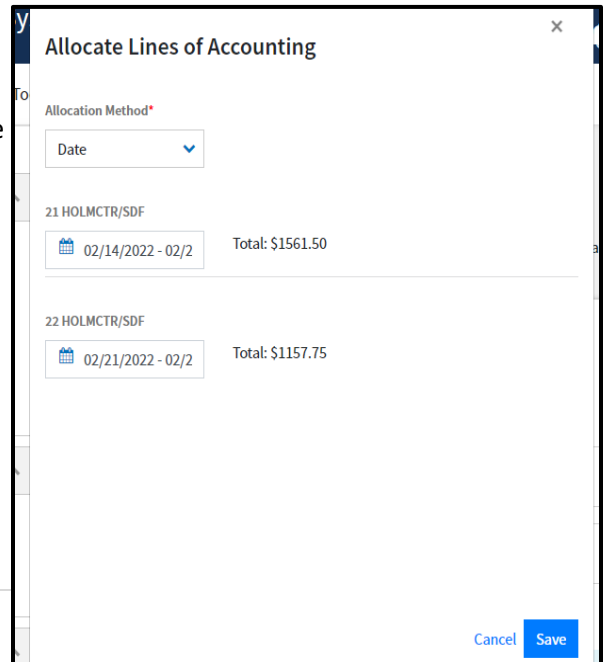 y
×
Allocate Lines of Accounting
To
Allocation Method*
e
Date
21 HOLMCTR/SDF
02/14/2022 - 02/2
Total: $1561.50
a
22 HOLMCTR/SDF
02/21/2022 - 02/2
Total: $1157.75
Cancel Save